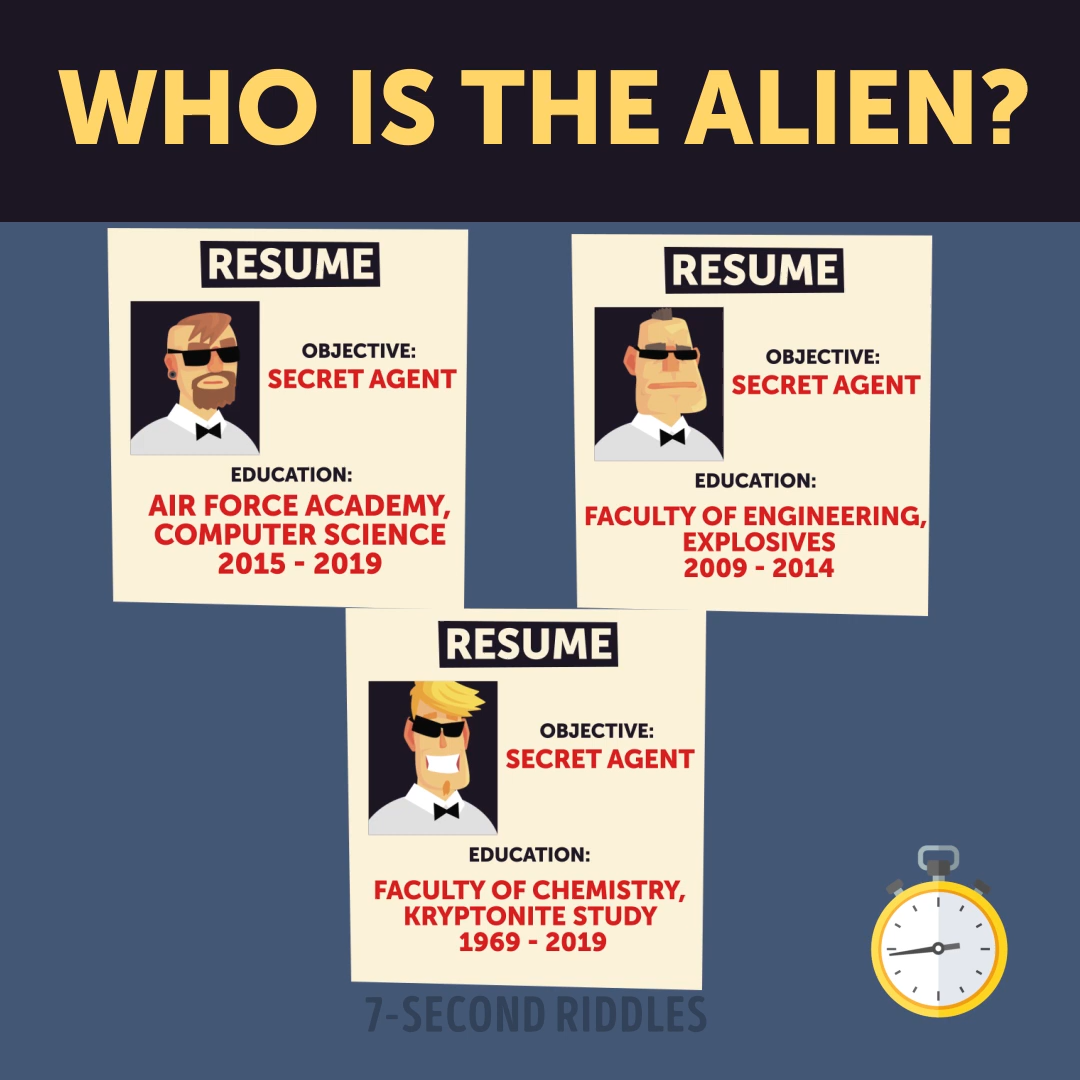 WHO IS THE ALIEN?
RESUME
OBJECTIVE:
SECRET AGENT
EDUCATION:
AIR FORCE ACADEMY,
COMPUTER SCIENCE
2015 - 2019
RESUME
OBJECTIVE:
SECRET AGENT
EDUCATION:
FACULTY OF ENGINEERING,
EXPLOSIVES
2009 - 2014
RESUME
OBJECTIVE:
SECRET AGENT
EDUCATION:
FACULTY OF CHEMISTRY,
KRYPTONITE STUDY
1969 - 2019
7-SECOND RIDDLES